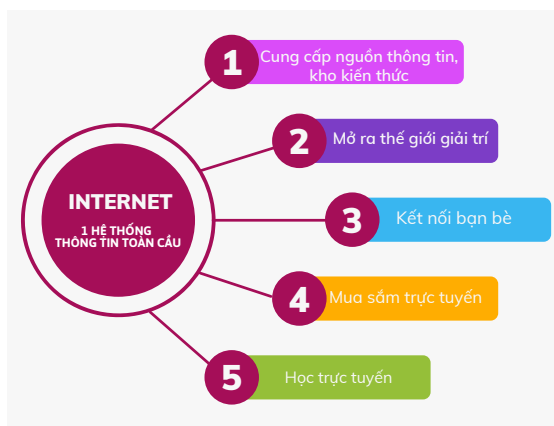 INTERNET
1 HỆ THỐNG
THÔNG TIN TOÀN CẦU
1
Cung cấp nguồn thông tin,
kho kiến thức
2
Mở ra thế giới giải trí
3
Kết nối bạn bè
4
Mua sắm trực tuyến
5
Học trực tuyến